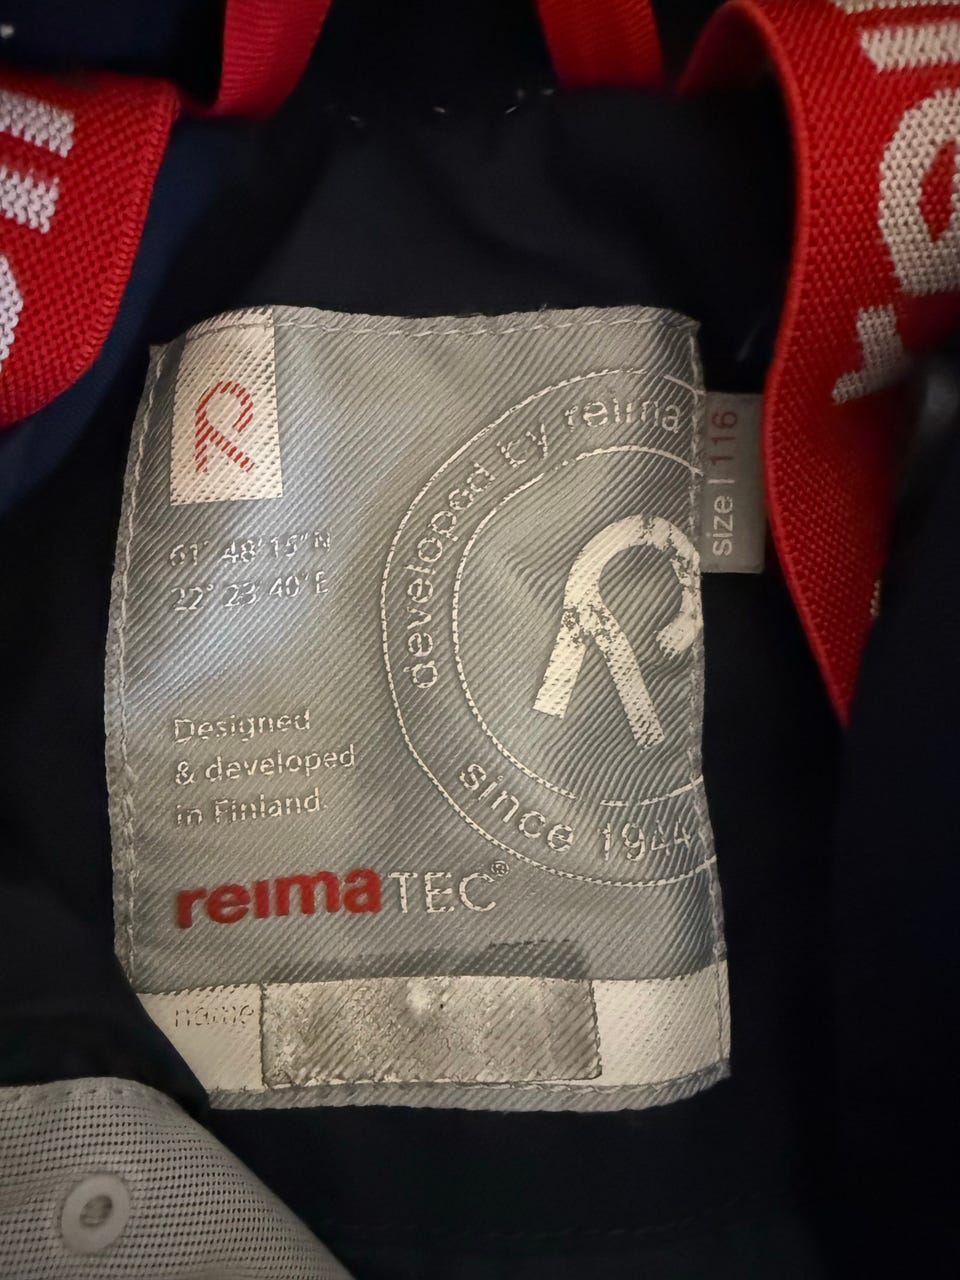 size | 116
developed by reima
61° 48'15" N
22° 23'40" E
Designed
& developed
in Finland.
since 1944
reimaTEC®
name